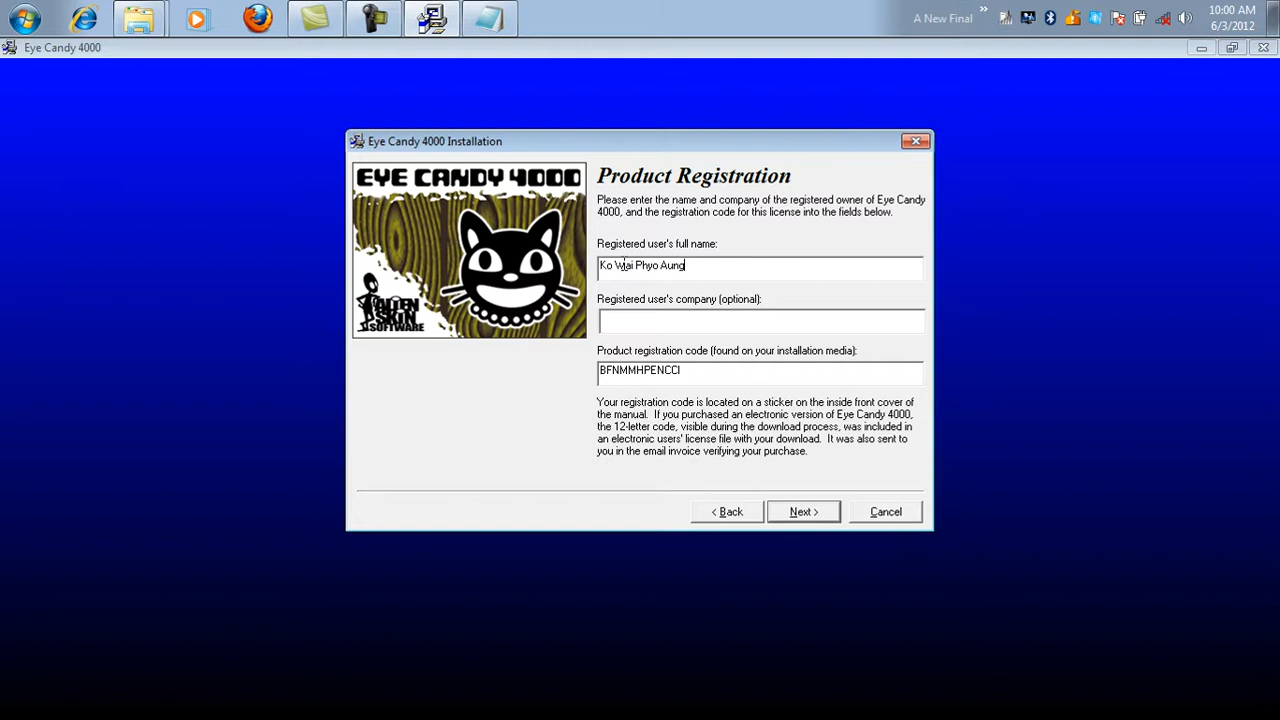 A New Final
10:00 AM
6/3/2012
Eye Candy 4000
Eye Candy 4000 Installation
EYE CANDY 4000
ALIEN SKIN SOFTWARE
Product Registration
Please enter the name and company of the registered owner of Eye Candy
4000, and the registration code for this license into the fields below.
Registered user's full name:
Ko Wai Phyo Aung
Registered user's company (optional):
Product registration code (found on your installation media):
BFNMMHPENCCI
Your registration code is located on a sticker on the inside front cover of
the manual. If you purchased an electronic version of Eye Candy 4000,
the 12-letter code, visible during the download process, was included in
an electronic users' license file with your download. It was also sent to
you in the email invoice verifying your purchase.
< Back
Next >
Cancel